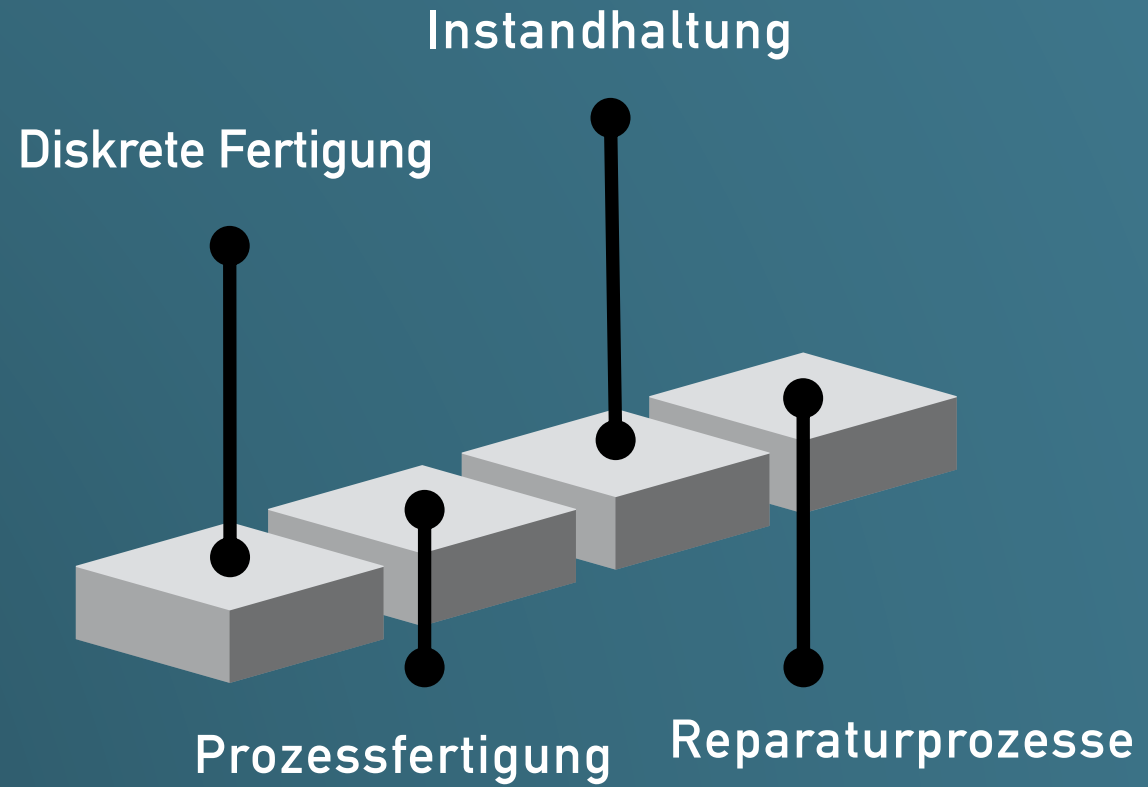 Instandhaltung
Diskrete Fertigung
Prozessfertigung
Reparaturprozesse